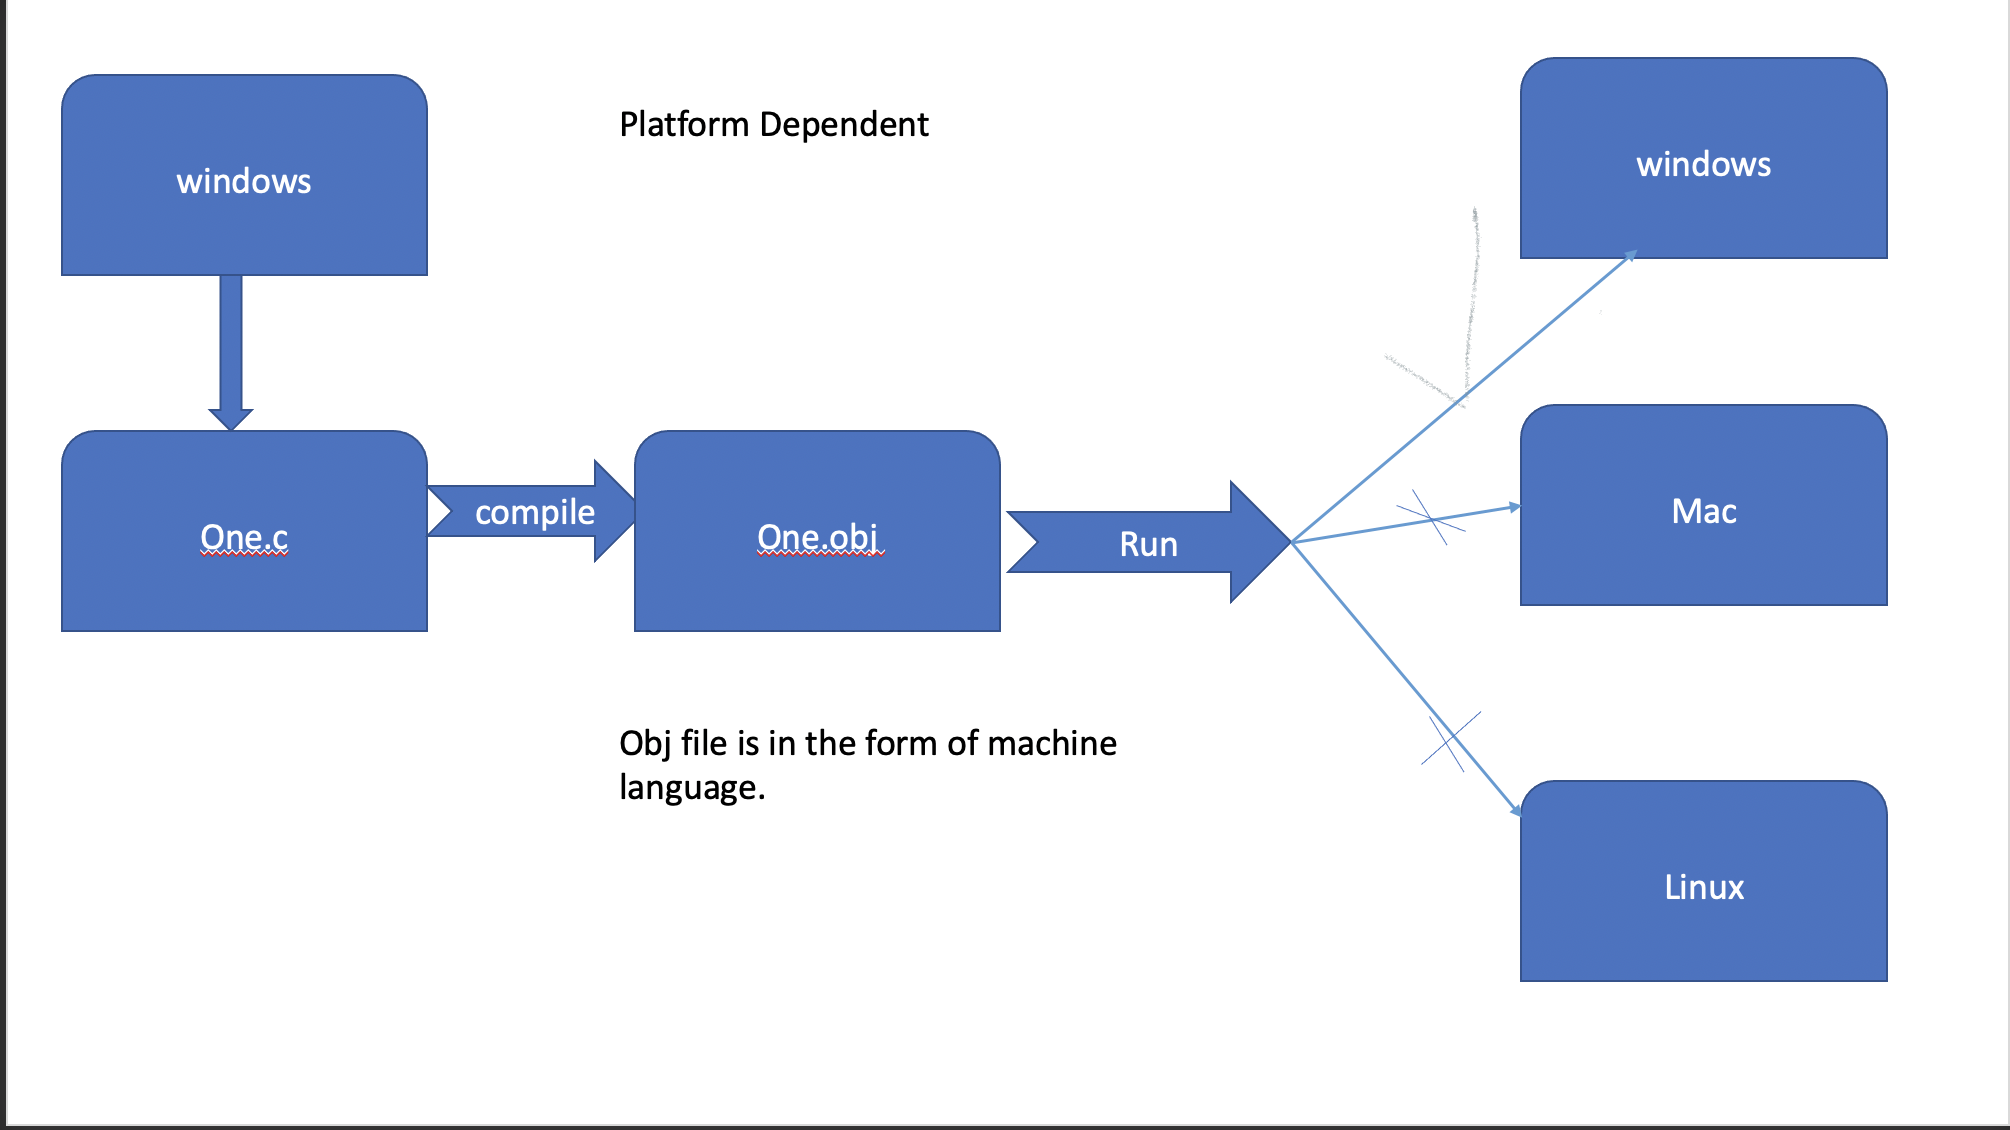 windows
Platform Dependent
windows
One.c
compile
One.obj
Run
Mac
Obj file is in the form of machine
language.
Linux